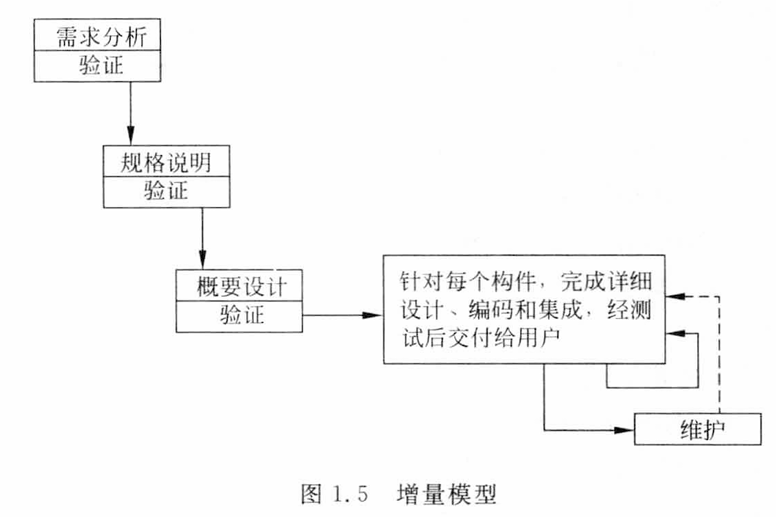 需求分析
验证
规格说明
验证
概要设计
验证
针对每个构件，完成详细
设计、编码和集成，经测
试后交付给用户
维护
图 1.5 增量模型